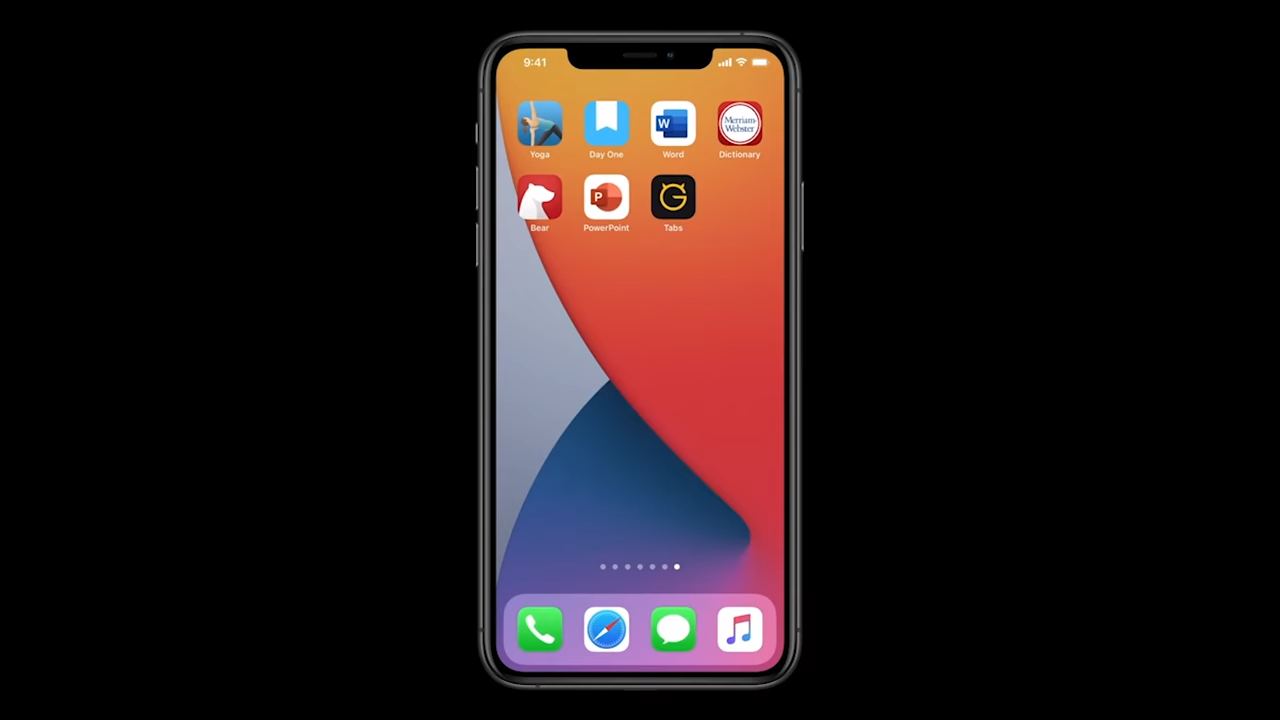 9:41
Yoga
Day One
W
Word
Merriam-
Webster
Dictionary
Bear
P
PowerPoint
G
Tabs